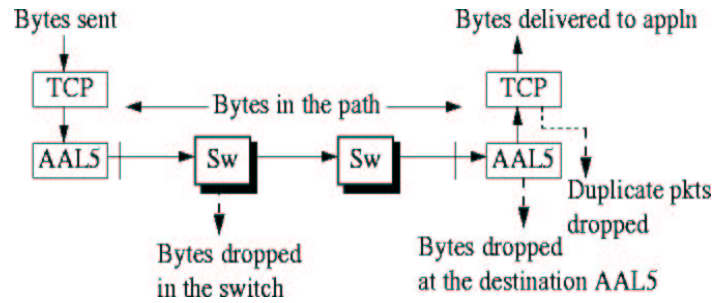 Bytes sent
Bytes delivered to appln
TCP
TCP
Bytes in the path
AAL5
Sw
Sw
AAL5
Duplicate pkts
dropped
Bytes dropped
in the switch
Bytes dropped
at the destination AAL5